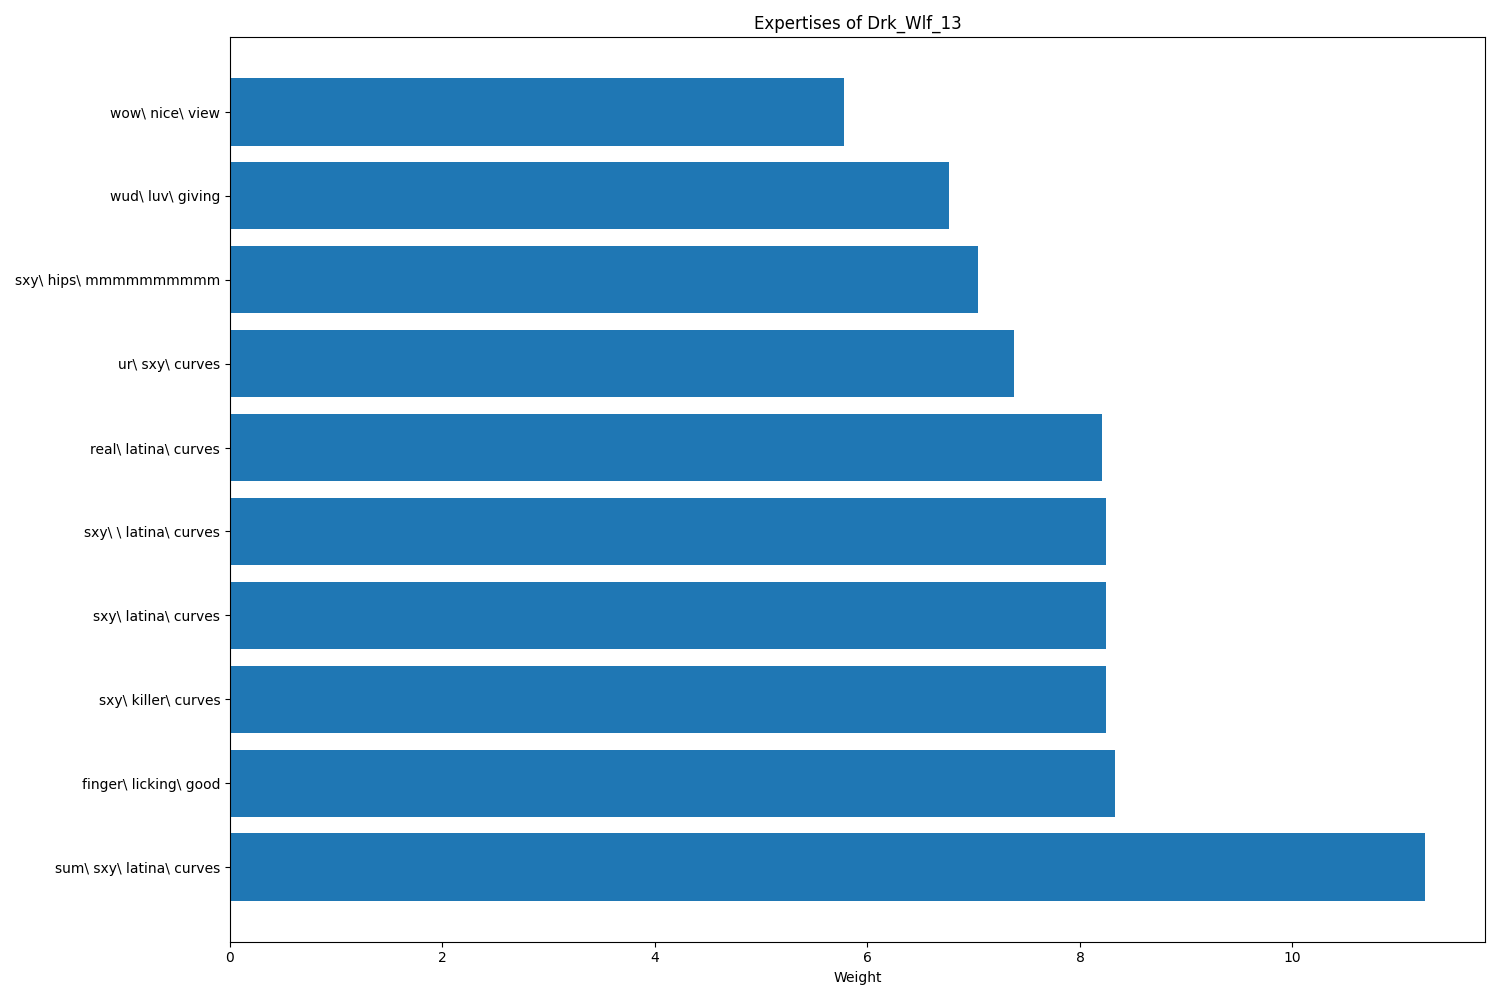 Expertises of Drk_Wlf_13
wow\ nice\ view
wud\ luv\ giving
sxy\ hips\ mmmmmmmmmm
ur\ sxy\ curves
real\ latina\ curves
sxy\ \ latina\ curves
sxy\ latina\ curves
sxy\ killer\ curves
finger\ licking\ good
sum\ sxy\ latina\ curves
0 2 4 6 8 10
Weight